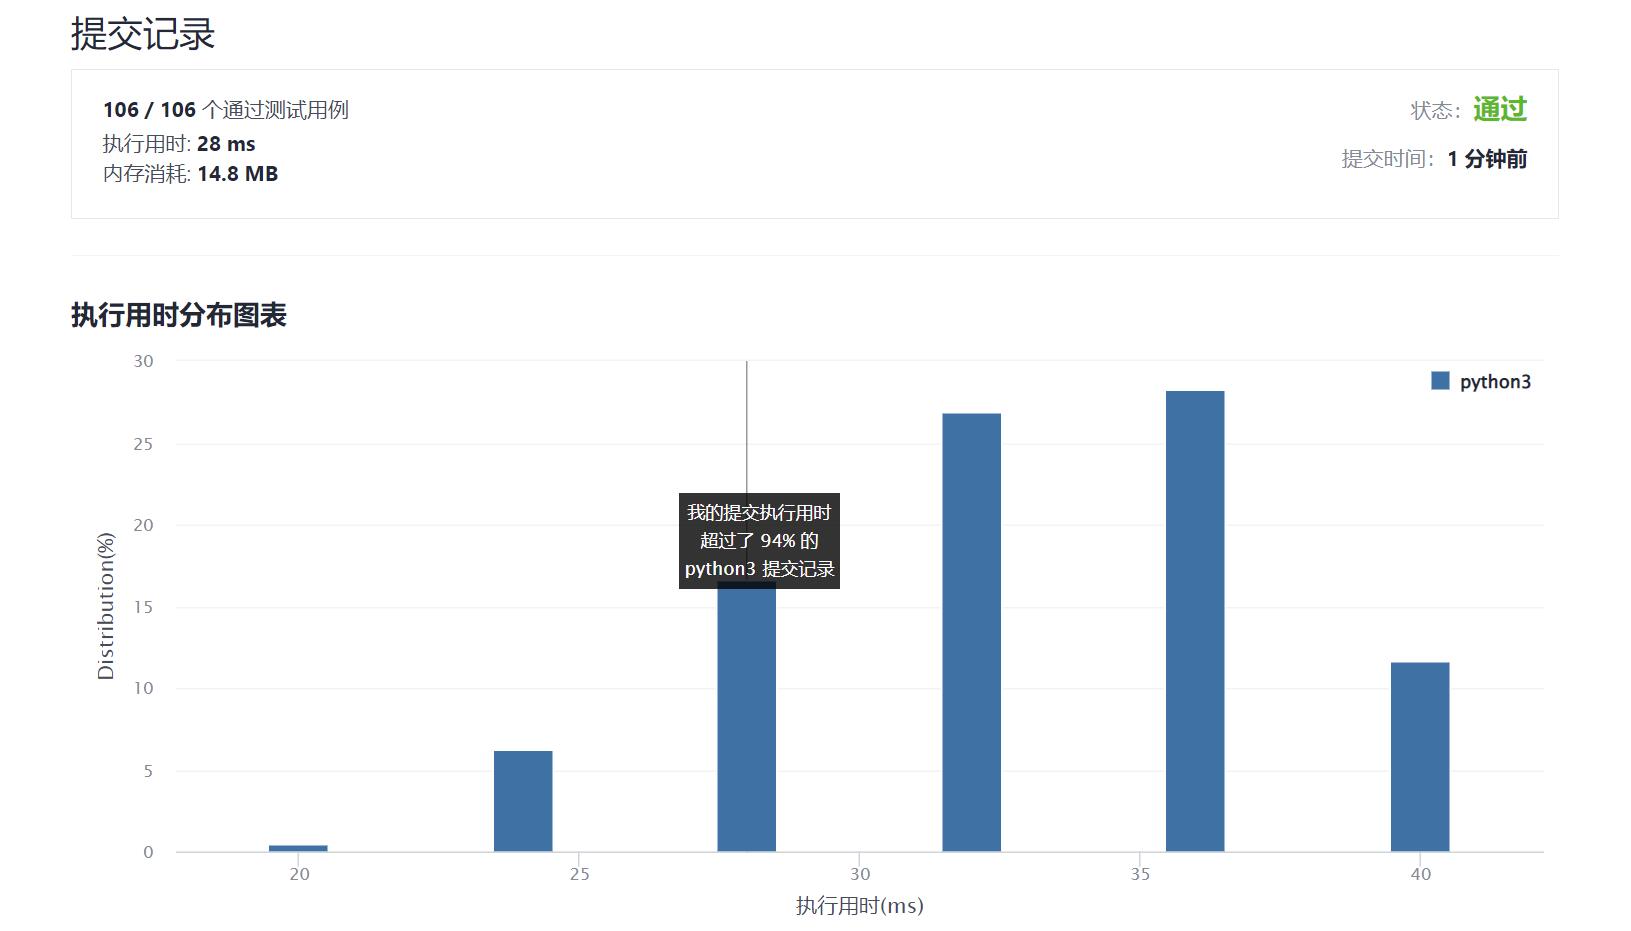 提交记录
106 / 106 个通过测试用例
状态：通过
执行用时: 28 ms
提交时间：1 分钟前
内存消耗: 14.8 MB
执行用时分布图表
30
25
20
15
10
5
0
Distribution(%)
python3
我的提交执行用时
超过了 94% 的
python3 提交记录
20 25 30 35 40
执行用时(ms)